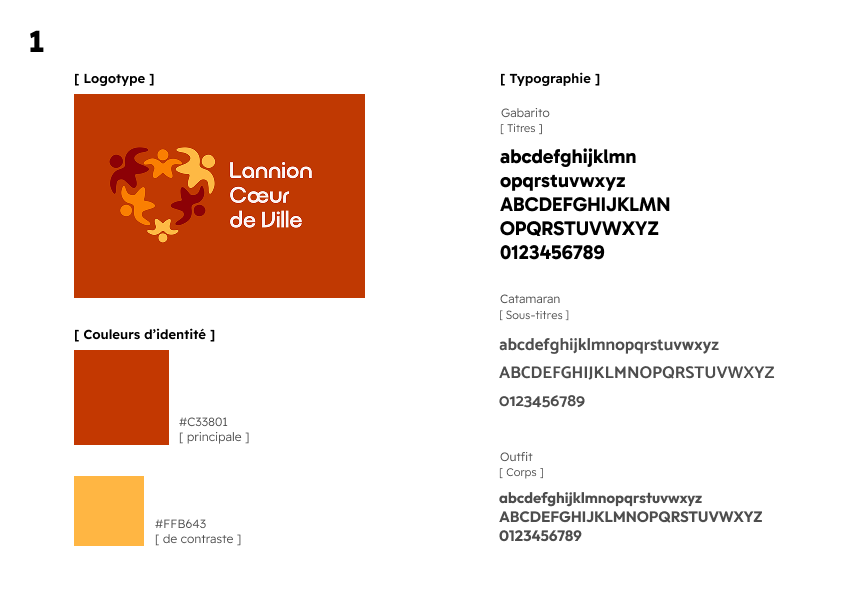 1
[ Logotype ]
Lannion
Cœur
de Ville
[ Couleurs d’identité ]
#C33801
[ principale ]
#FFB643
[ de contraste ]
[ Typographie ]
Gabarito
[ Titres ]
abcdefghijklmn
opqrstuvwxyz
ABCDEFGHIJKLMN
OPQRSTUVWXYZ
0123456789
Catamaran
[ Sous-titres ]
abcdefghijklmnopqrstuvwxyz
ABCDEFGHIJKLMNOPQRSTUVWXYZ
0123456789
Outfit
[ Corps ]
abcdefghijklmnopqrstuvwxyz
ABCDEFGHIJKLMNOPQRSTUVWXYZ
0123456789